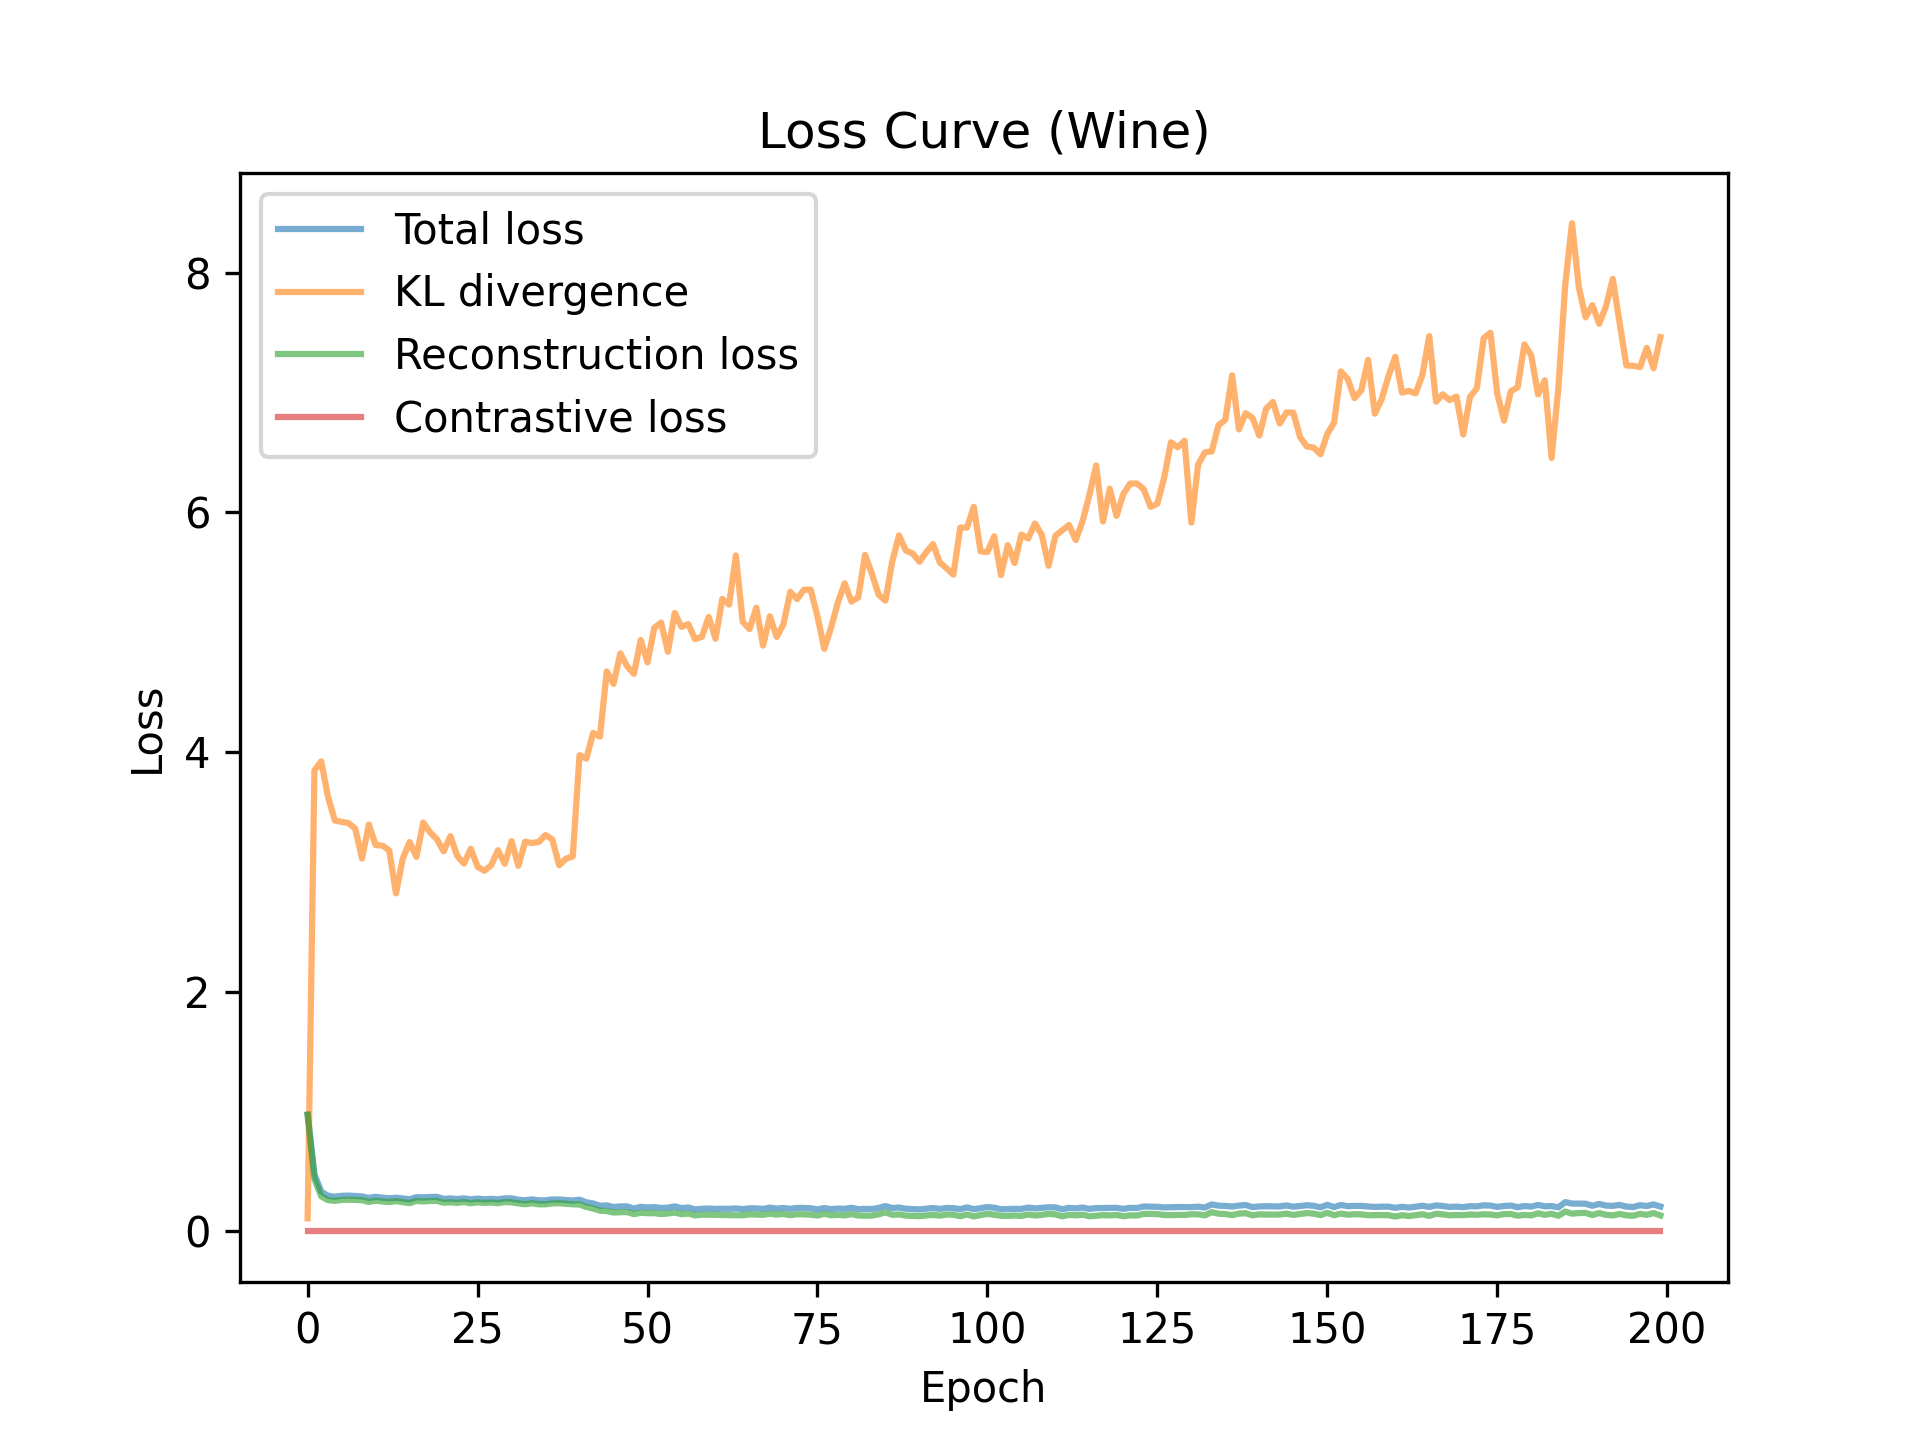 Loss Curve (Wine)
Total loss
KL divergence
Reconstruction loss
Contrastive loss
8
6
4
2
0
Loss
0 25 50 75 100 125 150 175 200
Epoch